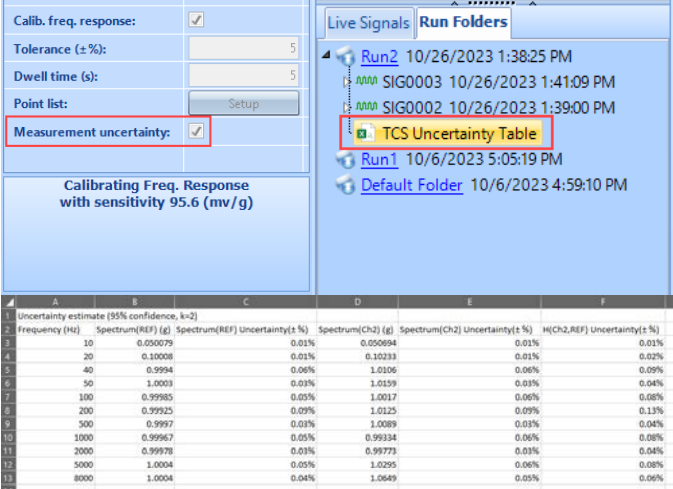 Calib. freq. response:
Tolerance (±%): 5
Dwell time (s): 5
Point list: Setup
Measurement uncertainty:
Calibrating Freq. Response
with sensitivity 95.6 (mv/g)
Live Signals Run Folders
Run2 10/26/2023 1:38:25 PM
SIG0003 10/26/2023 1:41:09 PM
SIG0002 10/26/2023 1:39:00 PM
TCS Uncertainty Table
Run1 10/6/2023 5:05:19 PM
Default Folder 10/6/2023 4:59:10 PM
A B C D E F
1 Uncertainty estimate (95% confidence, k=2)
2 Frequency (Hz) Spectrum(REF) (g) Spectrum(REF) Uncertainty(±%) Spectrum(Ch2) (g) Spectrum(Ch2) Uncertainty(±%) H(Ch2,REF) Uncertainty(±%)
3 10 0.050079 0.01% 0.050694 0.01% 0.01%
4 20 0.10008 0.01% 0.10233 0.01% 0.02%
5 40 0.9994 0.06% 1.0106 0.06% 0.09%
6 50 1.0003 0.03% 1.0159 0.03% 0.04%
7 100 0.99985 0.05% 1.0017 0.06% 0.08%
8 200 0.99925 0.09% 1.0125 0.09% 0.13%
9 500 0.9997 0.03% 1.0089 0.03% 0.04%
10 1000 0.99967 0.05% 0.99334 0.06% 0.08%
11 2000 0.99978 0.03% 0.99773 0.03% 0.04%
12 5000 1.0004 0.05% 1.0295 0.06% 0.08%
13 8000 1.0004 0.04% 1.0649 0.05% 0.06%